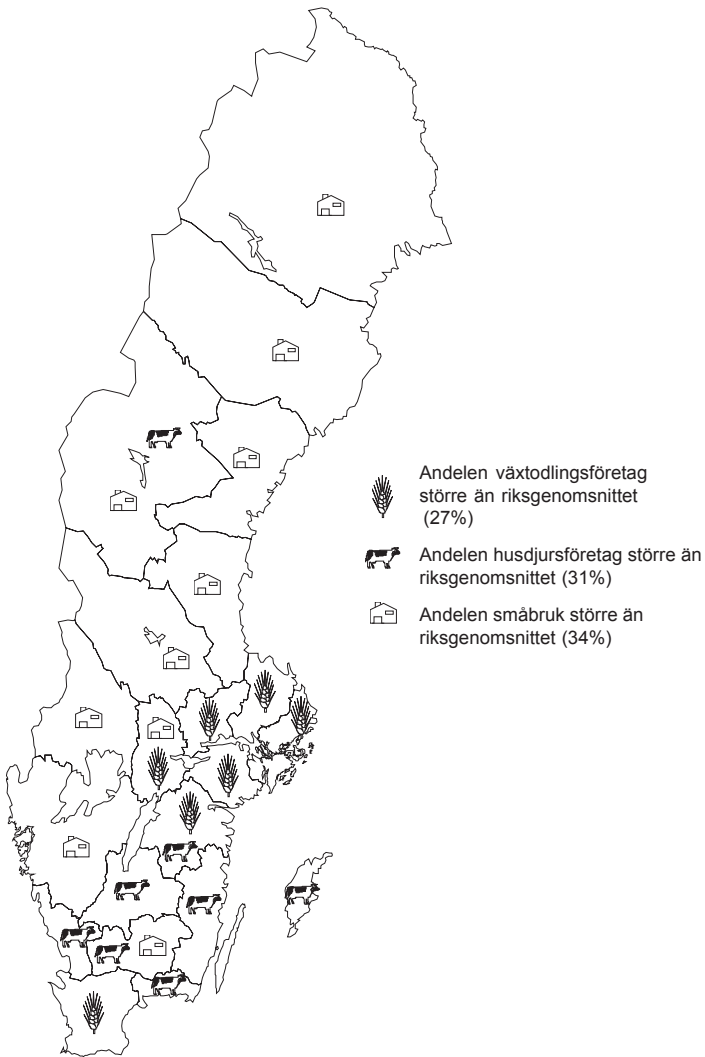 Andelen växtodlingsföretag
större än riksgenomsnittet
(27%)
Andelen husdjursföretag större än
riksgenomsnittet (31%)
Andelen småbruk större än
riksgenomsnittet (34%)